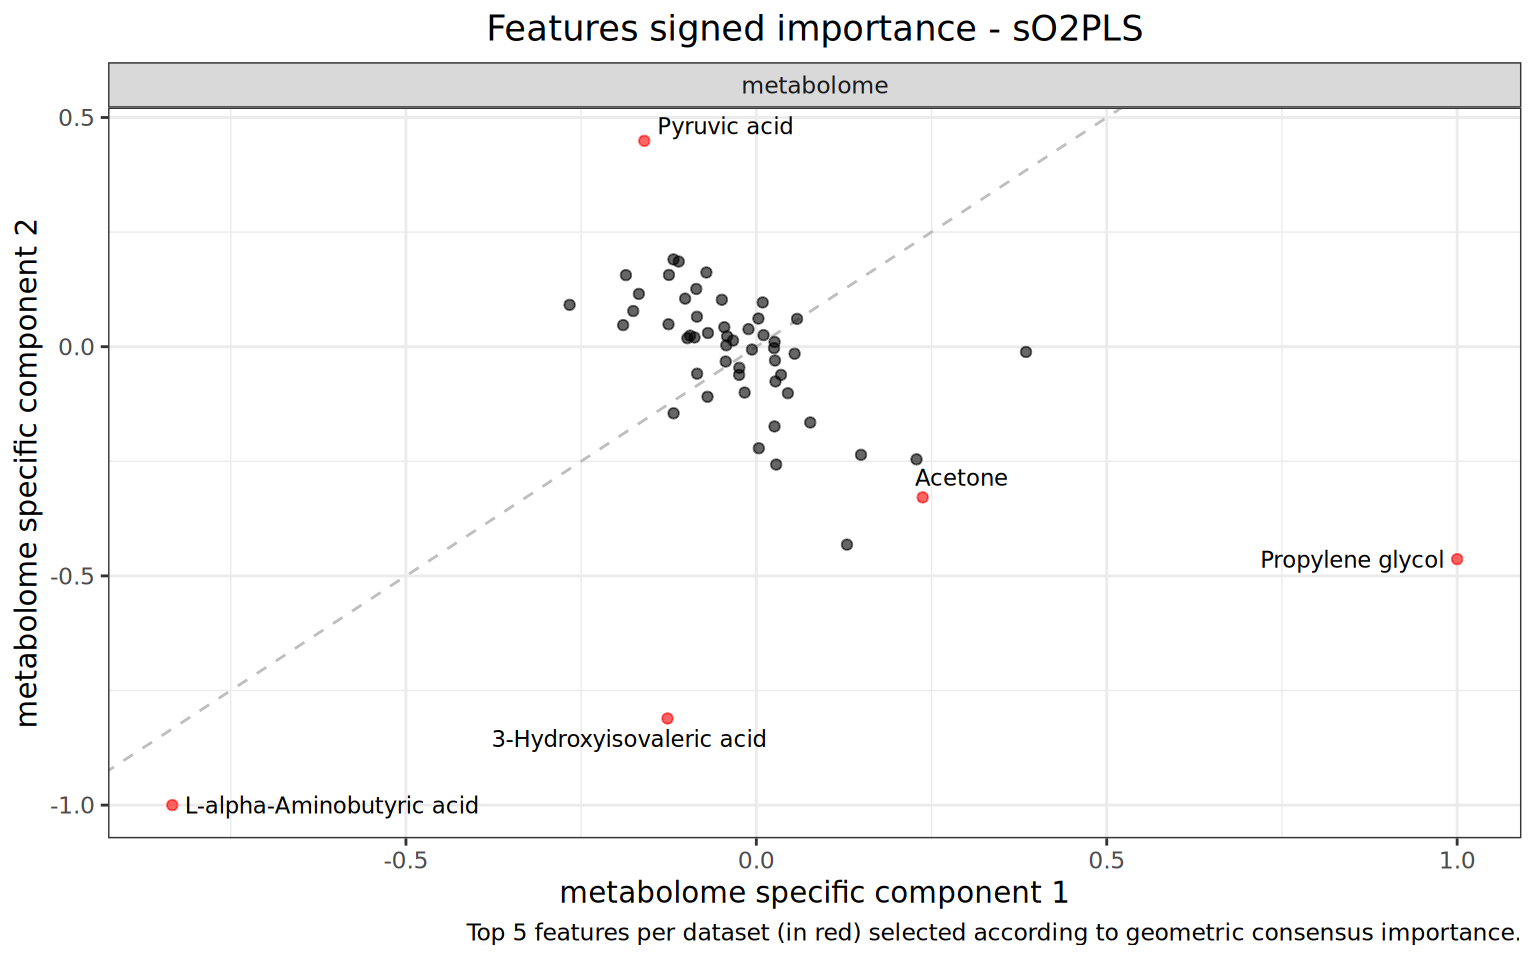 Features signed importance - sO2PLS
metabolome
metabolome specific component 2
0.5
0.0
-0.5
-1.0
Pyruvic acid
Acetone
Propylene glycol
3-Hydroxyisovaleric acid
L-alpha-Aminobutyric acid
-0.5
0.0
0.5
1.0
metabolome specific component 1
Top 5 features per dataset (in red) selected according to geometric consensus importance.